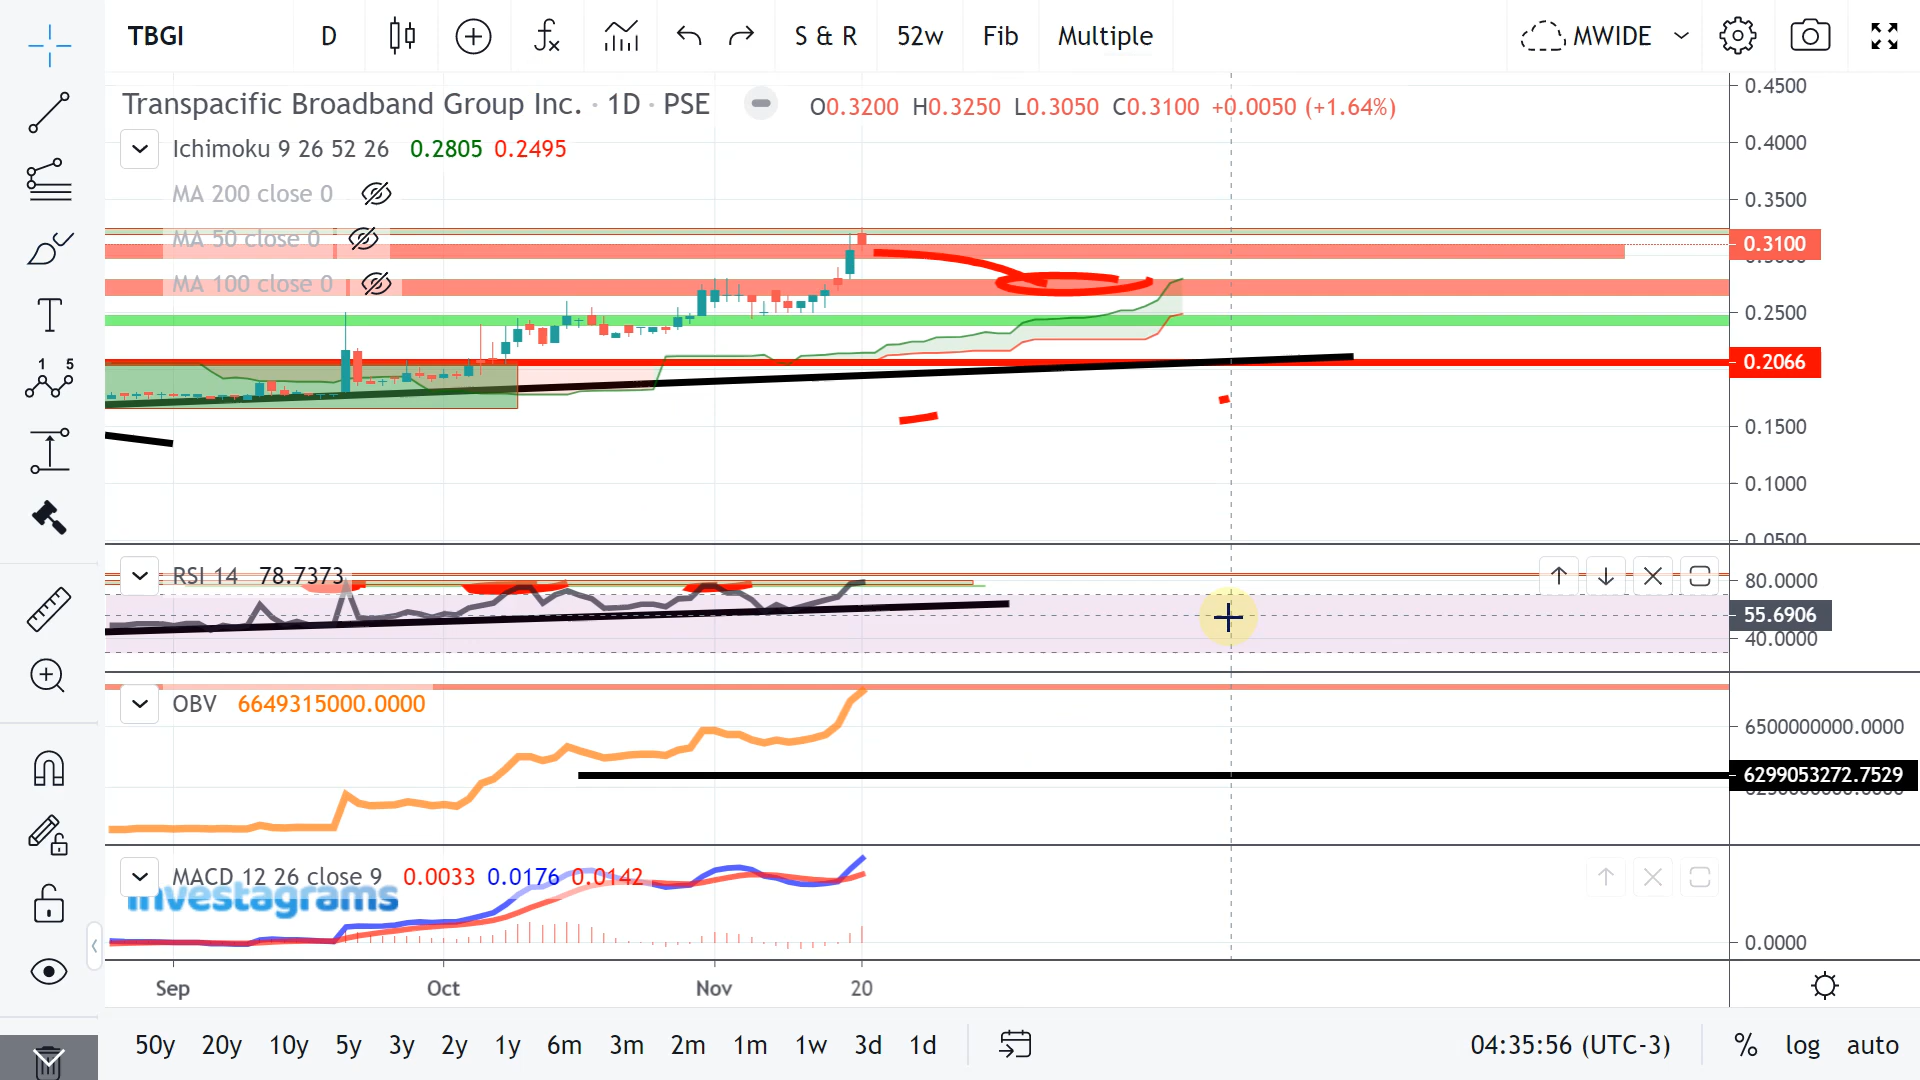 TBGI D S & R 52w Fib Multiple MWIDE
Transpacific Broadband Group Inc. · 1D · PSE O0.3200 H0.3250 L0.3050 C0.3100 +0.0050 (+1.64%)
Ichimoku 9 26 52 26 0.2805 0.2495
MA 200 close 0
MA 50 close 0
MA 100 close 0
0.4500
0.4000
0.3500
0.3100
0.2500
0.2066
0.1500
0.1000
0.0500
1 5
RSI 14 78.7373
80.0000
55.6906
40.0000
OBV 6649315000.0000
6500000000.0000
6299053272.7529
MACD 12 26 close 9 0.0033 0.0176 0.0142
Investagrams
0.0000
Sep Oct Nov 20
50y 20y 10y 5y 3y 2y 1y 6m 3m 2m 1m 1w 3d 1d 04:35:56 (UTC-3) % log auto